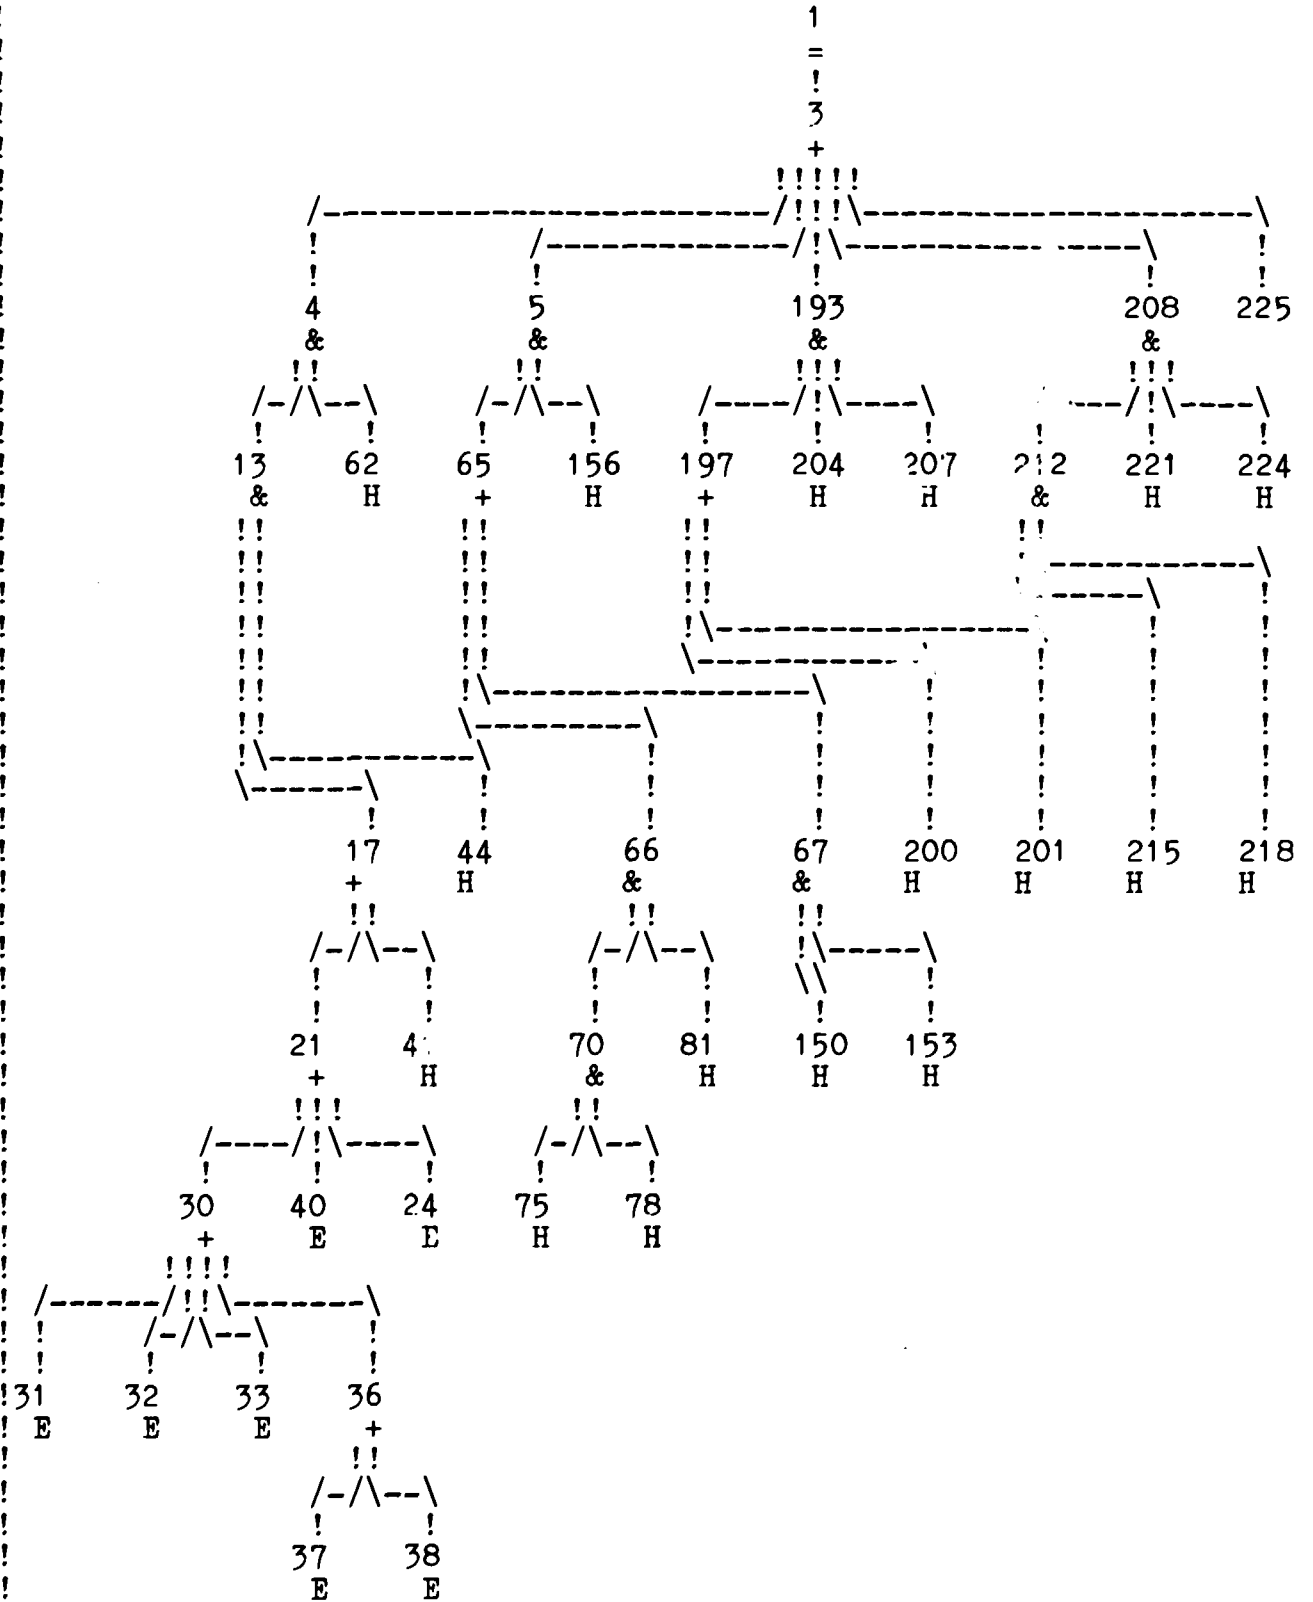 1
=
3
+
4 5 193 208 225
& & & &
13 62 65 156 197 204 207 212 221 224
& H + H + H H & H H
17 44 66 67 200 201 215 218
+ H & & H H H H
21 70 81 150 153
+ H & H H H
30 40 24 75 78
+ E H H
31 32 33 36
E E E +
37 38
E E